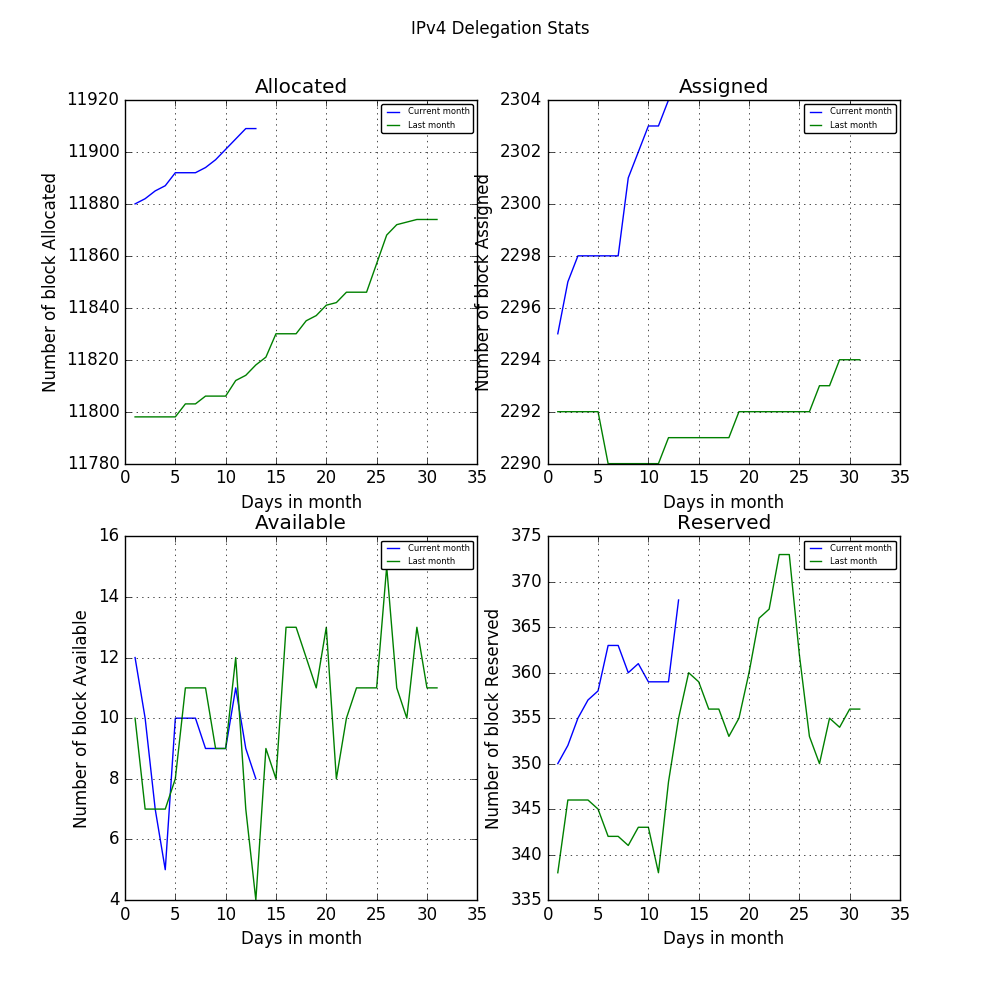 IPv4 Delegation Stats
Allocated
Number of block Allocated
11920
11900
11880
11860
11840
11820
11800
11780
0 5 10 15 20 25 30 35
Days in month
Current month
Last month
Assigned
Number of block Assigned
2304
2302
2300
2298
2296
2294
2292
2290
0 5 10 15 20 25 30 35
Days in month
Current month
Last month
Available
Number of block Available
16
14
12
10
8
6
4
0 5 10 15 20 25 30 35
Days in month
Current month
Last month
Reserved
Number of block Reserved
375
370
365
360
355
350
345
340
335
0 5 10 15 20 25 30 35
Days in month
Current month
Last month